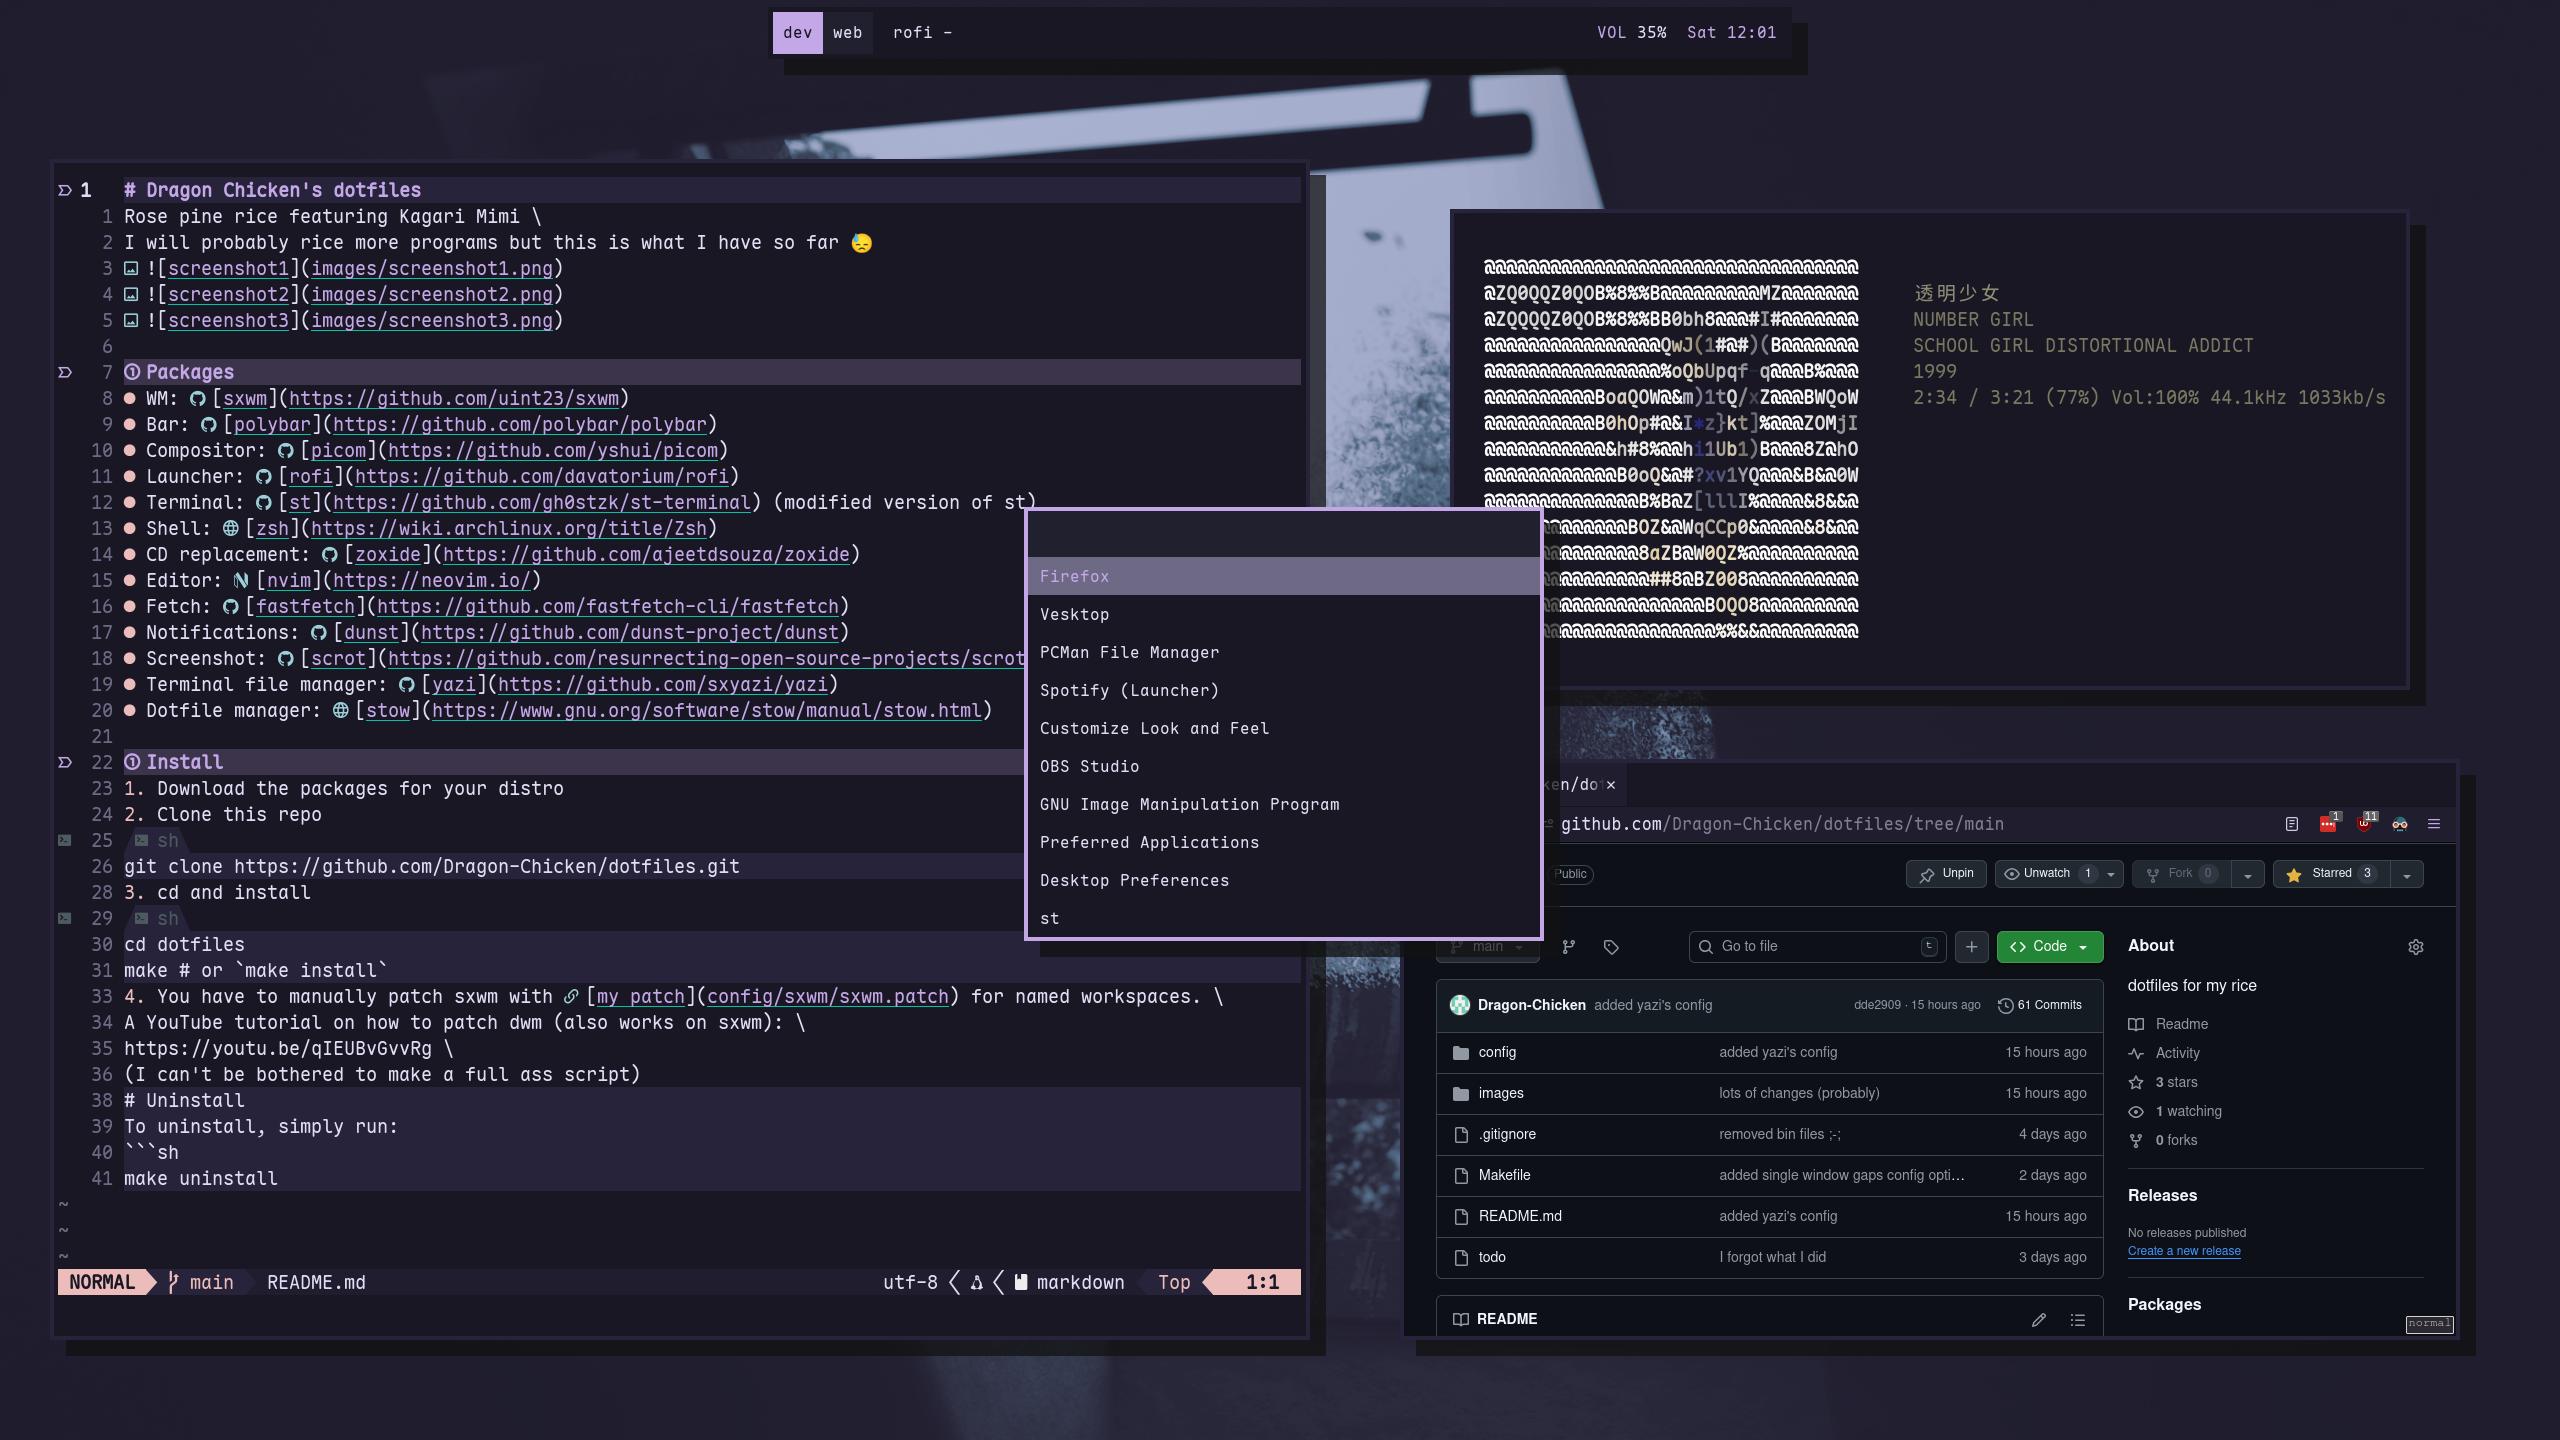 dev web rofi -
VOL 35% Sat 12:01
1 # Dragon Chicken's dotfiles
1 Rose pine rice featuring Kagari Mimi \
2 I will probably rice more programs but this is what I have so far 😓
3 ![screenshot1](images/screenshot1.png)
4 ![screenshot2](images/screenshot2.png)
5 ![screenshot3](images/screenshot3.png)
6
7 ① Packages
8 ● WM: [sxwm](https://github.com/uint23/sxwm)
9 ● Bar: [polybar](https://github.com/polybar/polybar)
10 ● Compositor: [picom](https://github.com/yshui/picom)
11 ● Launcher: [rofi](https://github.com/davatorium/rofi)
12 ● Terminal: [st](https://github.com/gh0stzk/st-terminal) (modified version of st)
13 ● Shell: [zsh](https://wiki.archlinux.org/title/Zsh)
14 ● CD replacement: [zoxide](https://github.com/ajeetdsouza/zoxide)
15 ● Editor: [nvim](https://neovim.io/)
16 ● Fetch: [fastfetch](https://github.com/fastfetch-cli/fastfetch)
17 ● Notifications: [dunst](https://github.com/dunst-project/dunst)
18 ● Screenshot: [scrot](https://github.com/resurrecting-open-source-projects/scrot
19 ● Terminal file manager: [yazi](https://github.com/sxyazi/yazi)
20 ● Dotfile manager: [stow](https://www.gnu.org/software/stow/manual/stow.html)
21
22 ① Install
23 1. Download the packages for your distro
24 2. Clone this repo
25 sh
26 git clone https://github.com/Dragon-Chicken/dotfiles.git
28 3. cd and install
29 sh
30 cd dotfiles
31 make # or `make install`
33 4. You have to manually patch sxwm with [my patch](config/sxwm/sxwm.patch) for named workspaces. \
34 A YouTube tutorial on how to patch dwm (also works on sxwm): \
35 https://youtu.be/qIEUBvGvvRg \
36 (I can't be bothered to make a full ass script)
38 # Uninstall
39 To uninstall, simply run:
40 ```sh
41 make uninstall
~
~
~
NORMAL main README.md
utf-8 markdown Top 1:1
Firefox
Vesktop
PCMan File Manager
Spotify (Launcher)
Customize Look and Feel
OBS Studio
GNU Image Manipulation Program
Preferred Applications
Desktop Preferences
st
透明少女
NUMBER GIRL
SCHOOL GIRL DISTORTIONAL ADDICT
1999
2:34 / 3:21 (77%) Vol:100% 44.1kHz 1033kb/s
en/do ×
github.com/Dragon-Chicken/dotfiles/tree/main
1 11
Public
Unpin Unwatch 1 Fork 0 Starred 3
main Go to file t + Code
Dragon-Chicken added yazi's config dde2909 · 15 hours ago 61 Commits
config added yazi's config 15 hours ago
images lots of changes (probably) 15 hours ago
.gitignore removed bin files ;-; 4 days ago
Makefile added single window gaps config opti… 2 days ago
README.md added yazi's config 15 hours ago
todo I forgot what I did 3 days ago
README
About
dotfiles for my rice
Readme
Activity
3 stars
1 watching
0 forks
Releases
No releases published
Create a new release
Packages
normal